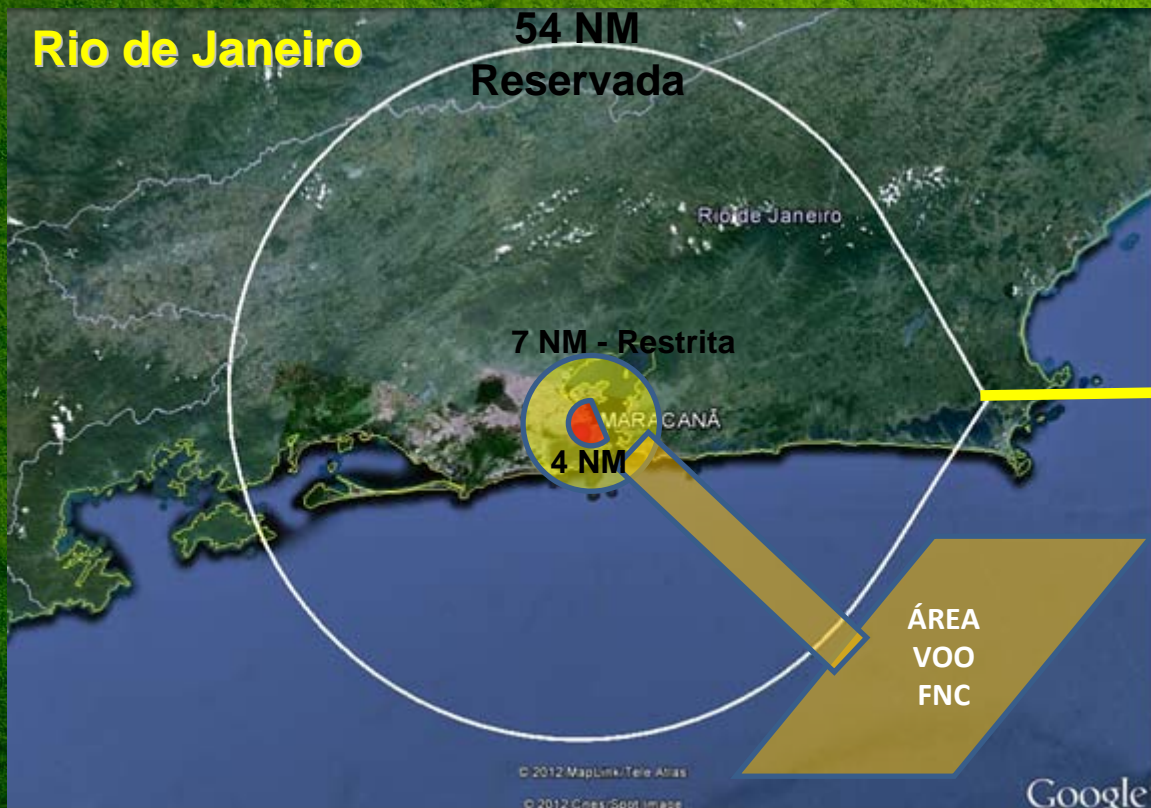 Rio de Janeiro
54 NM
Reservada
Rio de Janeiro
7 NM - Restrita
MARACANÃ
4 NM
ÁREA
VOO
FNC
© 2012 MapLink/Tele Atlas
© 2012 Cnes/Spot Image
Google